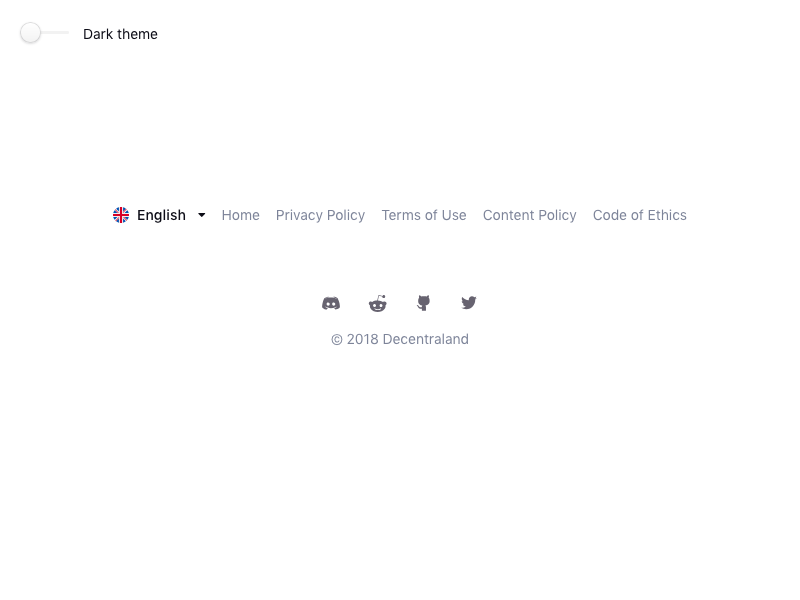 Dark theme
English Home Privacy Policy Terms of Use Content Policy Code of Ethics
© 2018 Decentraland